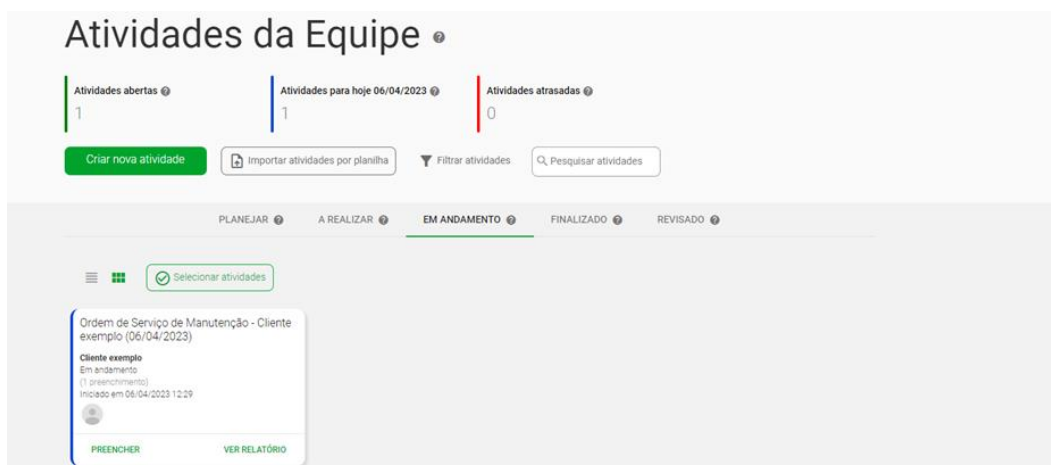 Atividades da Equipe
Atividades abertas
1
Atividades para hoje 06/04/2023
1
Atividades atrasadas
0
Criar nova atividade
Importar atividades por planilha
Filtrar atividades
Pesquisar atividades
PLANEJAR
A REALIZAR
EM ANDAMENTO
FINALIZADO
REVISADO
Selecionar atividades
Ordem de Serviço de Manutenção - Cliente
exemplo (06/04/2023)
Cliente exemplo
Em andamento
(1 preenchimento)
Iniciado em 06/04/2023 12:29
PREENCHER
VER RELATÓRIO